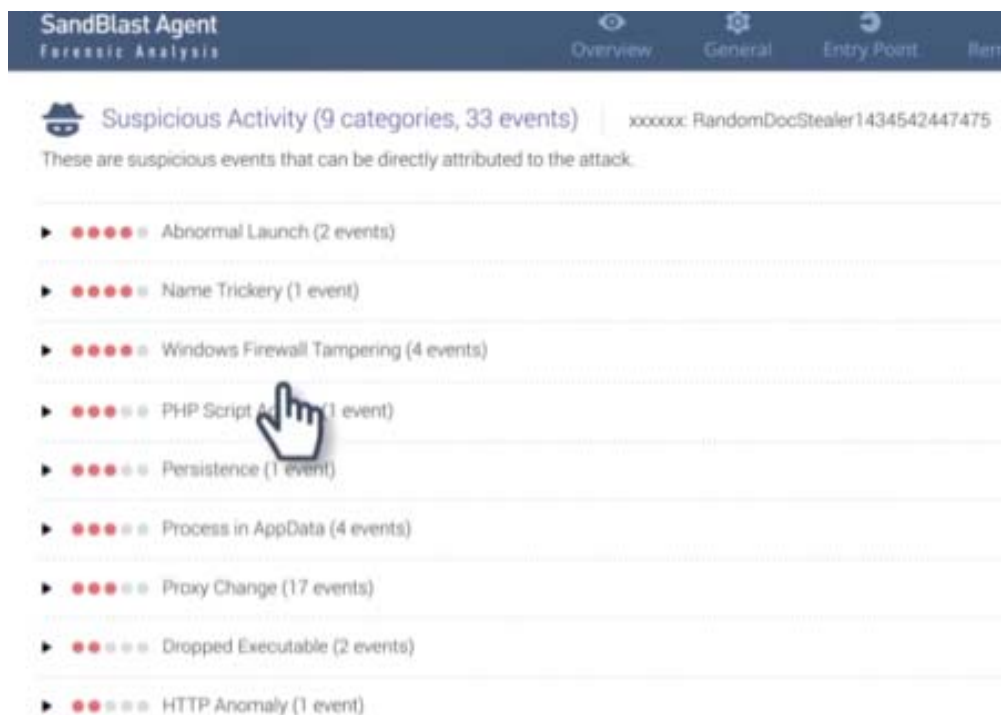 SandBlast Agent
Forensic Analysis
Overview
General
Entry Point
Suspicious Activity (9 categories, 33 events)
xxxxxx: RandomDocStealer1434542447475
These are suspicious events that can be directly attributed to the attack.
Abnormal Launch (2 events)
Name Trickery (1 event)
Windows Firewall Tampering (4 events)
PHP Script (1 event)
Persistence (1 event)
Process in AppData (4 events)
Proxy Change (17 events)
Dropped Executable (2 events)
HTTP Anomaly (1 event)